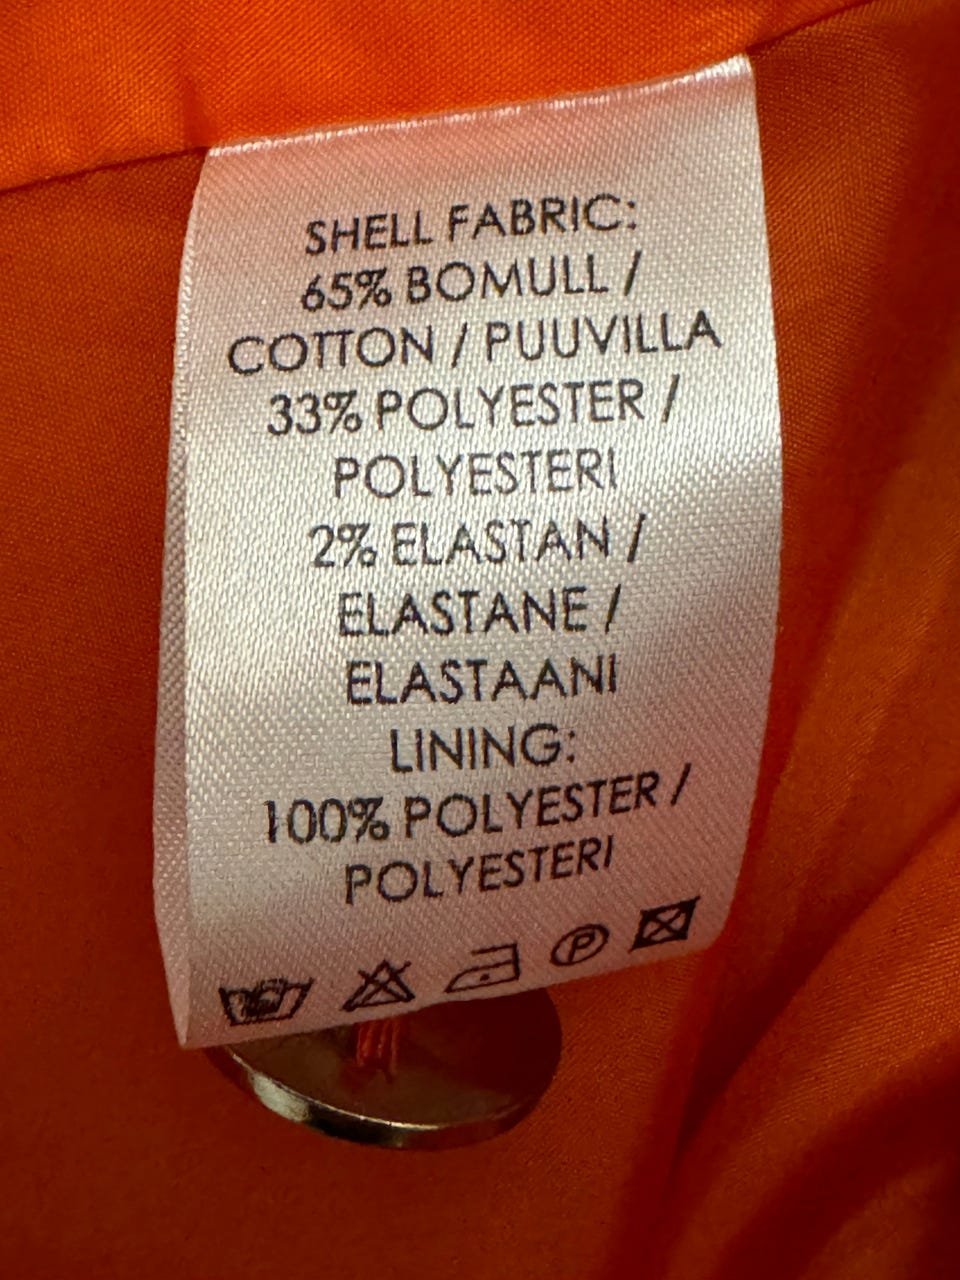 SHELL FABRIC:
65% BOMULL /
COTTON / PUUVILLA
33% POLYESTER /
POLYESTERI
2% ELASTAN /
ELASTANE /
ELASTAANI
LINING:
100% POLYESTER /
POLYESTERI
P